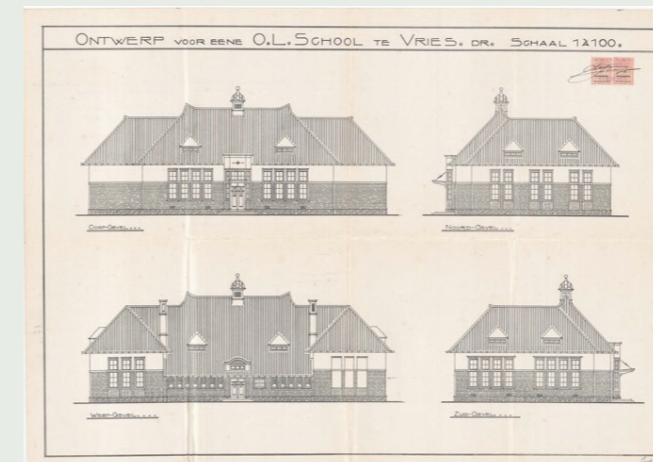 ONTWERP VOOR EENE O.L. SCHOOL TE VRIES. DR. SCHAAL 1 À 100.
OOST-GEVEL....
NOORD-GEVEL....
WEST-GEVEL.....
ZUID-GEVEL.....